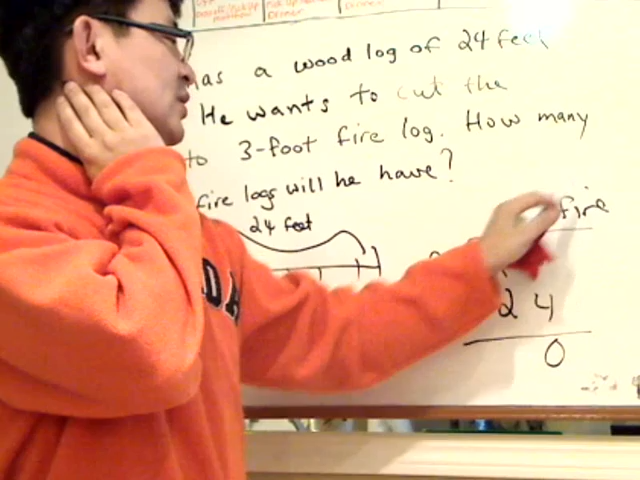 has a wood log of 24 feet
He wants to cut the
to 3-foot fire log. How many
fire logs will he have?
24 feet
fire
24
0